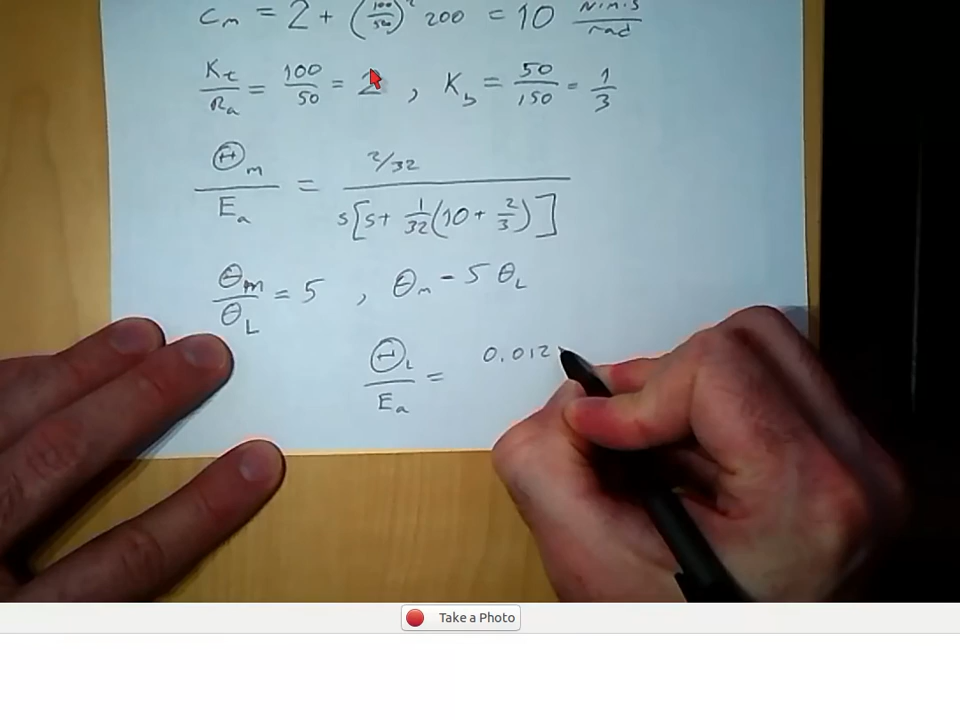 c_m = 2 + (100/500)² 200 = 10 N·m·s/rad
K_t/R_a = 100/50 = 2 , K_b = 50/150 = 1/3
Θ_m/E_a = (2/32)/(s[s + 1/32(10 + 2/3)])
θ_m/θ_L = 5 , θ_m = 5 θ_L
Θ_L/E_a = 0.012
Take a Photo